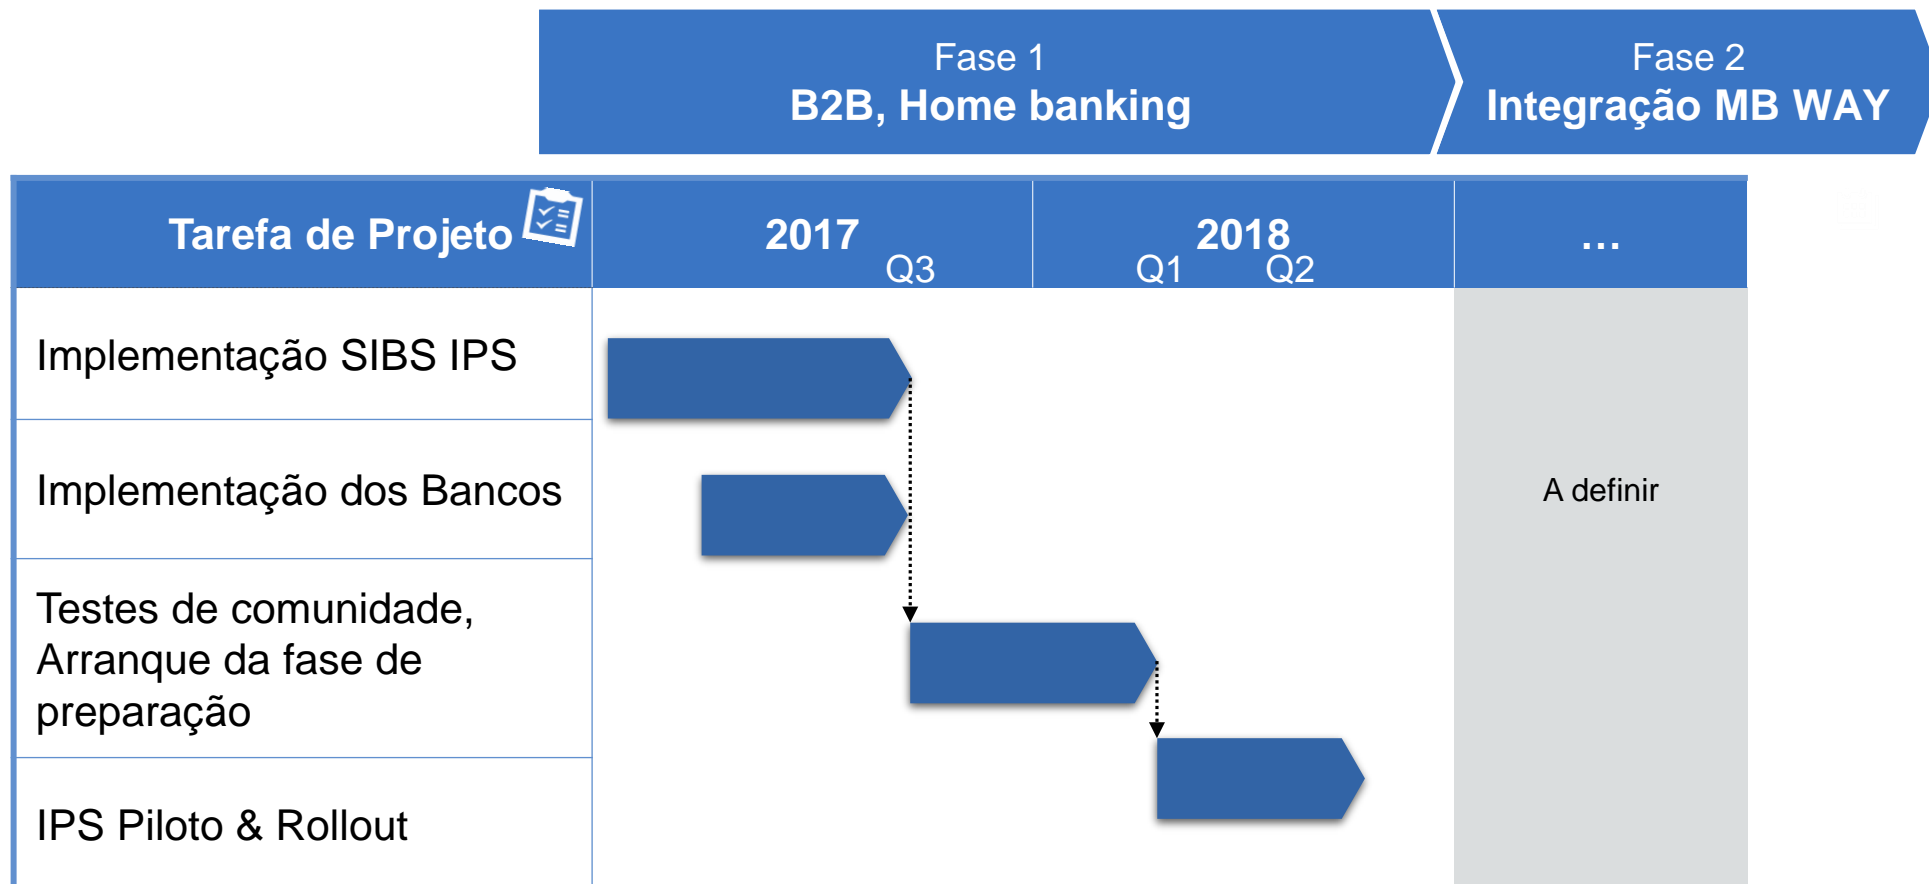 Fase 1
B2B, Home banking
Fase 2
Integração MB WAY
Tarefa de Projeto
2017
Q3
2018
Q1
Q2
...
Implementação SIBS IPS
Implementação dos Bancos
A definir
Testes de comunidade,
Arranque da fase de
preparação
IPS Piloto & Rollout